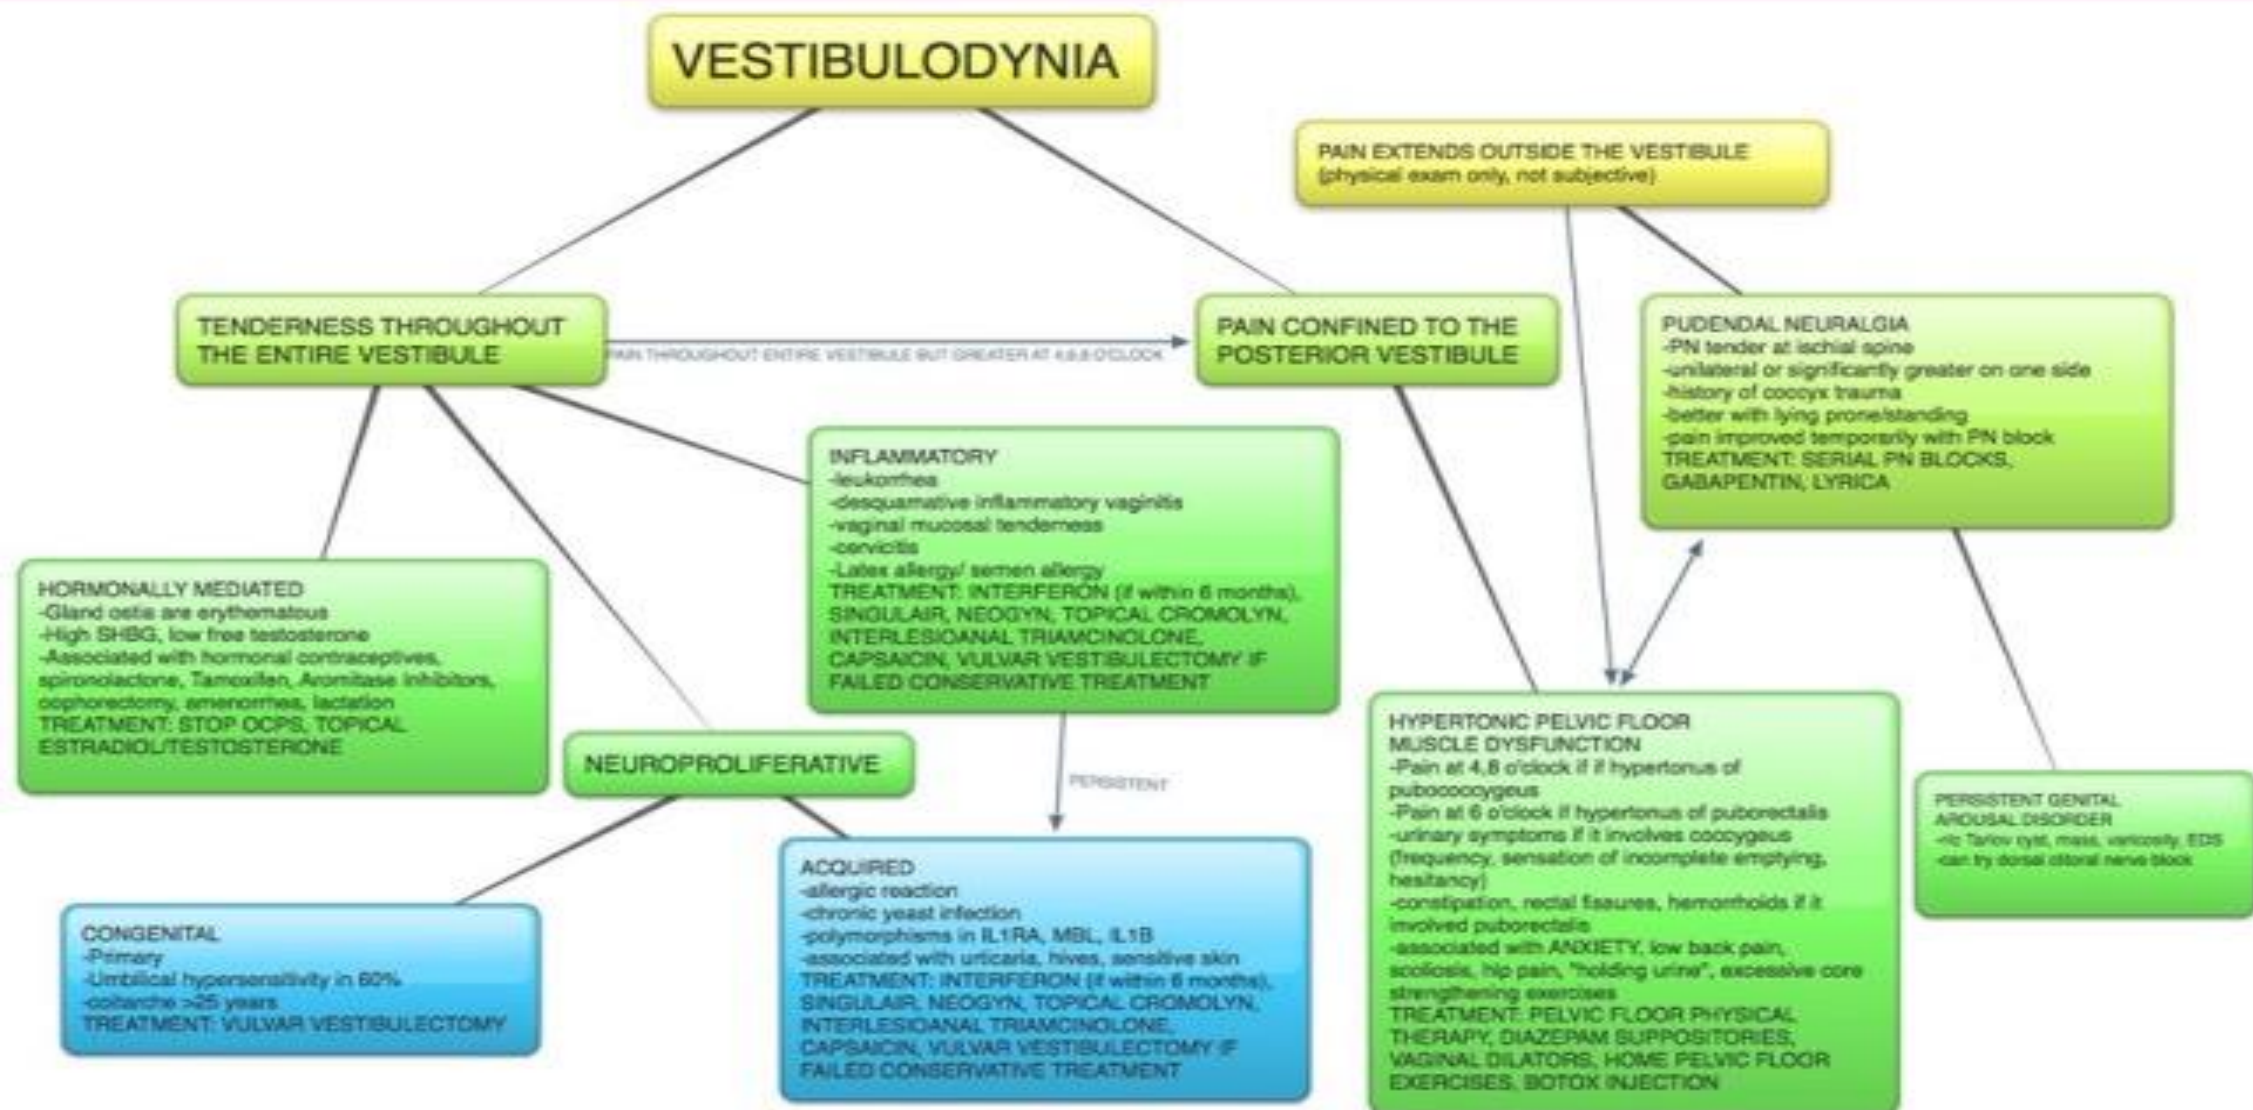 VESTIBULODYNIA
PAIN EXTENDS OUTSIDE THE VESTIBULE
(physical exam only, not subjective)
TENDERNESS THROUGHOUT
THE ENTIRE VESTIBULE
PAIN THROUGHOUT ENTIRE VESTIBULE BUT GREATER AT 4,6,8 O'CLOCK
PAIN CONFINED TO THE
POSTERIOR VESTIBULE
PUDENDAL NEURALGIA
-PN tender at ischial spine
-unilateral or significantly greater on one side
-history of coccyx trauma
-better with lying prone/standing
-pain improved temporarily with PN block
TREATMENT: SERIAL PN BLOCKS,
GABAPENTIN, LYRICA
INFLAMMATORY
-leukorrhea
-desquamative inflammatory vaginitis
-vaginal mucosal tenderness
-cervicitis
-Latex allergy/ semen allergy
TREATMENT: INTERFERON (if within 6 months),
SINGULAIR, NEOGYN, TOPICAL CROMOLYN,
INTERLESIOANAL TRIAMCINOLONE,
CAPSAICIN, VULVAR VESTIBULECTOMY IF
FAILED CONSERVATIVE TREATMENT
HORMONALLY MEDIATED
-Gland ostia are erythematous
-High SHBG, low free testosterone
-Associated with hormonal contraceptives,
spironolactone, Tamoxifen, Aromitase Inhibitors,
oophorectomy, amenorrhea, lactation
TREATMENT: STOP OCPS, TOPICAL
ESTRADIOL/TESTOSTERONE
NEUROPROLIFERATIVE
PERSISTENT
CONGENITAL
-Primary
-Umbilical hypersensitivity in 60%
-coitarche >25 years
TREATMENT: VULVAR VESTIBULECTOMY
ACQUIRED
-allergic reaction
-chronic yeast infection
-polymorphisms in IL1RA, MBL, IL1B
-associated with urticaria, hives, sensitive skin
TREATMENT: INTERFERON (if within 6 months),
SINGULAIR, NEOGYN, TOPICAL CROMOLYN,
INTERLESIOANAL TRIAMCINOLONE,
CAPSAICIN, VULVAR VESTIBULECTOMY IF
FAILED CONSERVATIVE TREATMENT
HYPERTONIC PELVIC FLOOR
MUSCLE DYSFUNCTION
-Pain at 4,8 o'clock if if hypertonus of
pubococcygeus
-Pain at 6 o'clock if hypertonus of puborectalis
-urinary symptoms if it involves coccygeus
(frequency, sensation of incomplete emptying,
hesitancy)
-constipation, rectal fissures, hemorrhoids if it
involved puborectalis
-associated with ANXIETY, low back pain,
scoliosis, hip pain, "holding urine", excessive core
strengthening exercises
TREATMENT: PELVIC FLOOR PHYSICAL
THERAPY, DIAZEPAM SUPPOSITORIES,
VAGINAL DILATORS, HOME PELVIC FLOOR
EXERCISES, BOTOX INJECTION
PERSISTENT GENITAL
AROUSAL DISORDER
-r/o Tarlov cyst, mass, varicosity, EDS
-can try dorsal clitoral nerve block